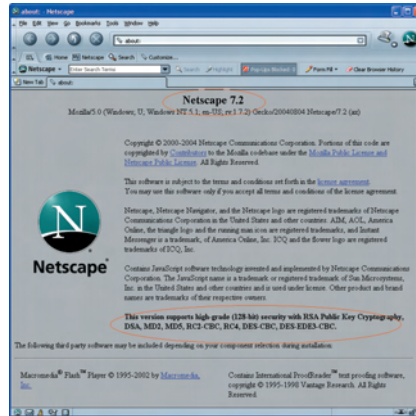 about: - Netscape
File Edit View Go Bookmarks Tools Window Help
about:
Home Netscape Search Customize...
Netscape Enter Search Terms Search Highlight Pop-Ups Blocked: Form Fill Clear Browser History
New Tab about:
Netscape 7.2
Mozilla/5.0 (Windows; U; Windows NT 5.1; en-US; rv:1.7.2) Gecko/20040804 Netscape/7.2 (ax)
Copyright © 2000-2004 Netscape Communications Corporation. Portions of this code are
copyrighted by Contributors to the Mozilla codebase under the Mozilla Public License and
Netscape Public License. All Rights Reserved.
This software is subject to the terms and conditions set forth in the license agreement.
You may use this software only if you accept all terms and conditions of the license agreement.
Netscape, Netscape Navigator, and the Netscape logo are registered trademarks of Netscape
Communications Corporation in the United States and other countries. AIM, AOL, America
Online, the triangle logo and the running man icon are registered trademarks, and Instant
Messenger is a trademark, of America Online, Inc. ICQ and the flower logo are registered
trademarks of ICQ, Inc.
N
Netscape®
Contains JavaScript software technology invented and implemented by Netscape Communications
Corporation. The JavaScript name is a trademark or registered trademark of Sun Microsystems,
Inc. in the United States and other countries and is used under license. Other product and brand
names are trademarks of their respective owners.
This version supports high-grade (128-bit) security with RSA Public Key Cryptography,
DSA, MD2, MD5, RC2-CBC, RC4, DES-CBC, DES-EDE3-CBC.
The following third party software may be included depending on your component selection during installation:
Macromedia® Flash™ Player © 1995-2002 by Macromedia,
Inc.
Contains International ProofReader™ text proofing software,
copyright © 1995-1998 Vantage Research. All Rights
Reserved.